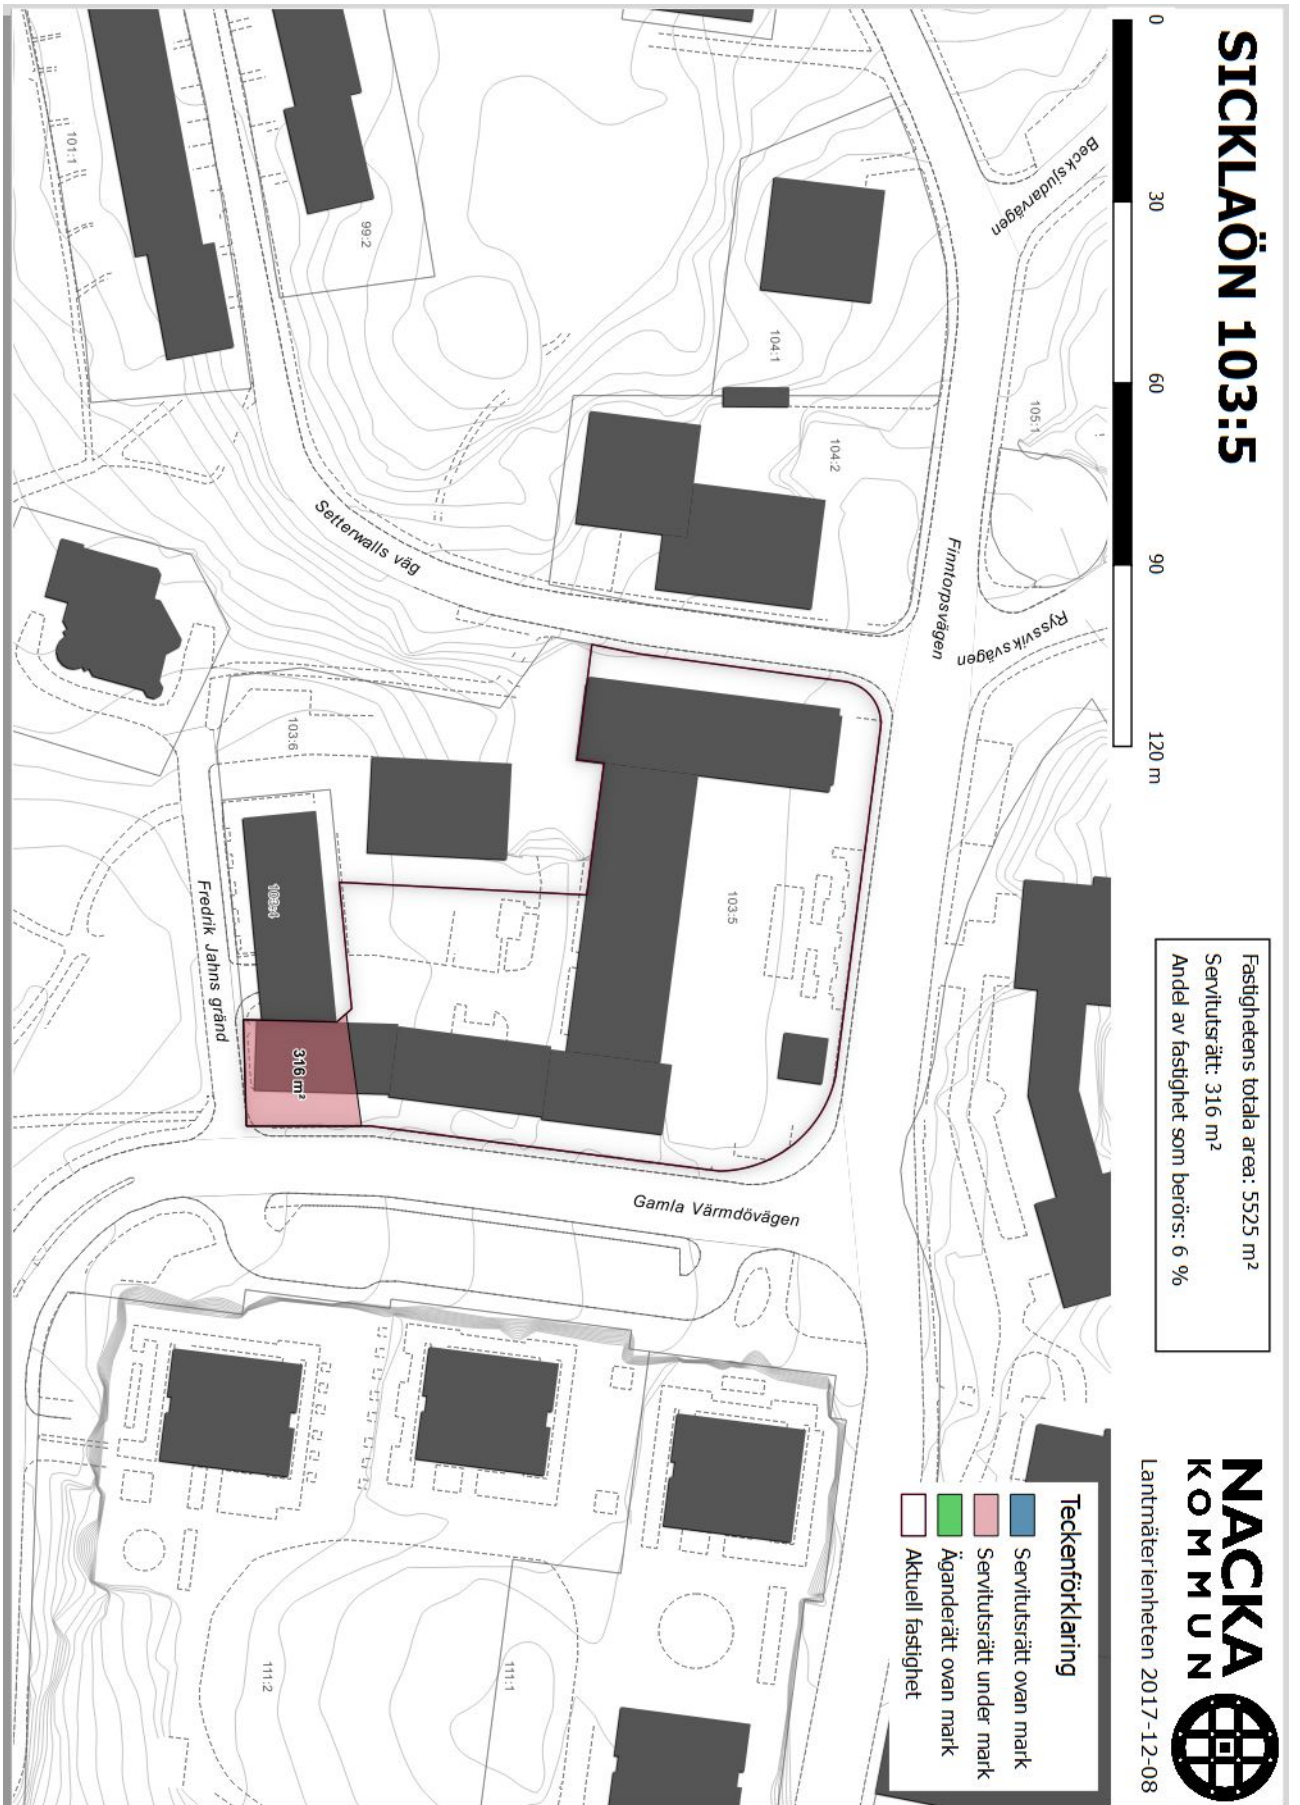 SICKLAÖN 103:5
Fastighetens totala area: 5525 m²
Servitutsrätt: 316 m²
Andel av fastighet som berörs: 6 %
NACKA
KOMMUN
Lantmäterienheten 2017-12-08
0
30
60
90
120 m
Teckenförklaring
Servitutsrätt ovan mark
Servitutsrätt under mark
Äganderätt ovan mark
Aktuell fastighet
Becksjudarvägen
105:1
Ryssviksvägen
Finntorpsvägen
104:1
104:2
99:2
101:1
Setterwalls väg
103:5
103:6
103:4
316 m²
Fredrik Jahns gränd
Gamla Värmdövägen
111:1
111:2